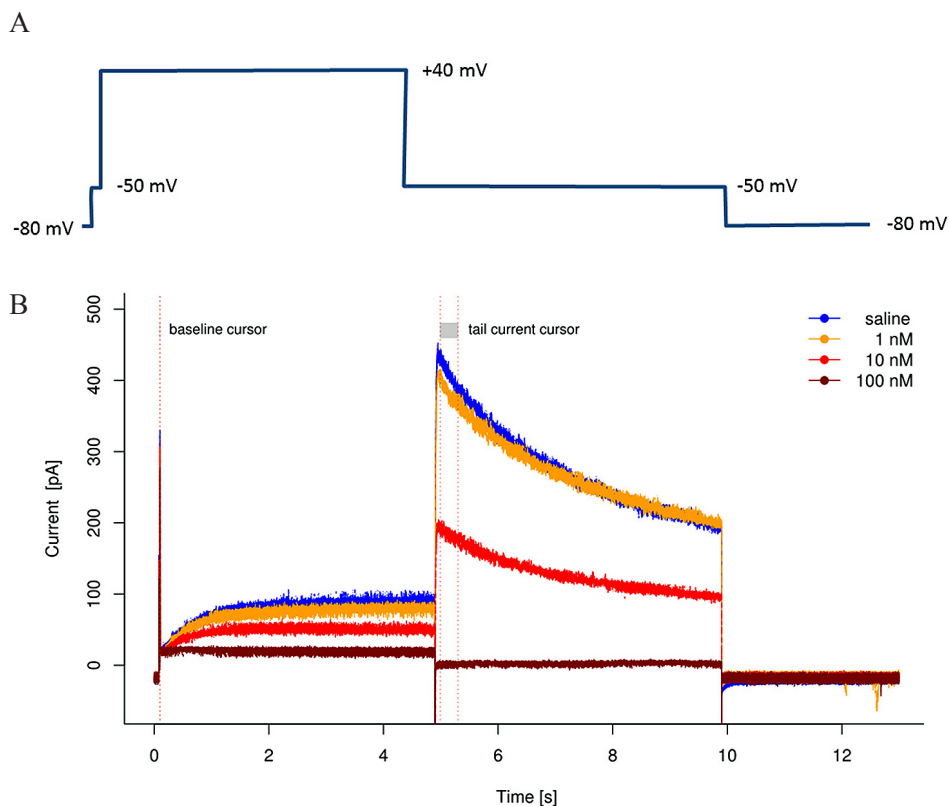 A
+40 mV
-50 mV
-50 mV
-80 mV
-80 mV
B
500
400
300
200
100
0
Current [pA]
baseline cursor
tail current cursor
saline
1 nM
10 nM
100 nM
0 2 4 6 8 10 12
Time [s]